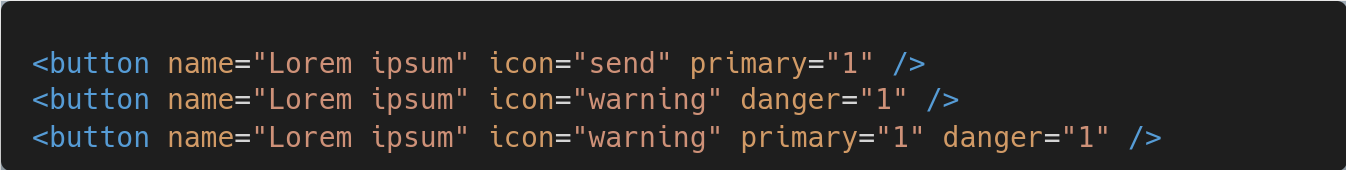 <button name="Lorem ipsum" icon="send" primary="1" />
<button name="Lorem ipsum" icon="warning" danger="1" />
<button name="Lorem ipsum" icon="warning" primary="1" danger="1" />